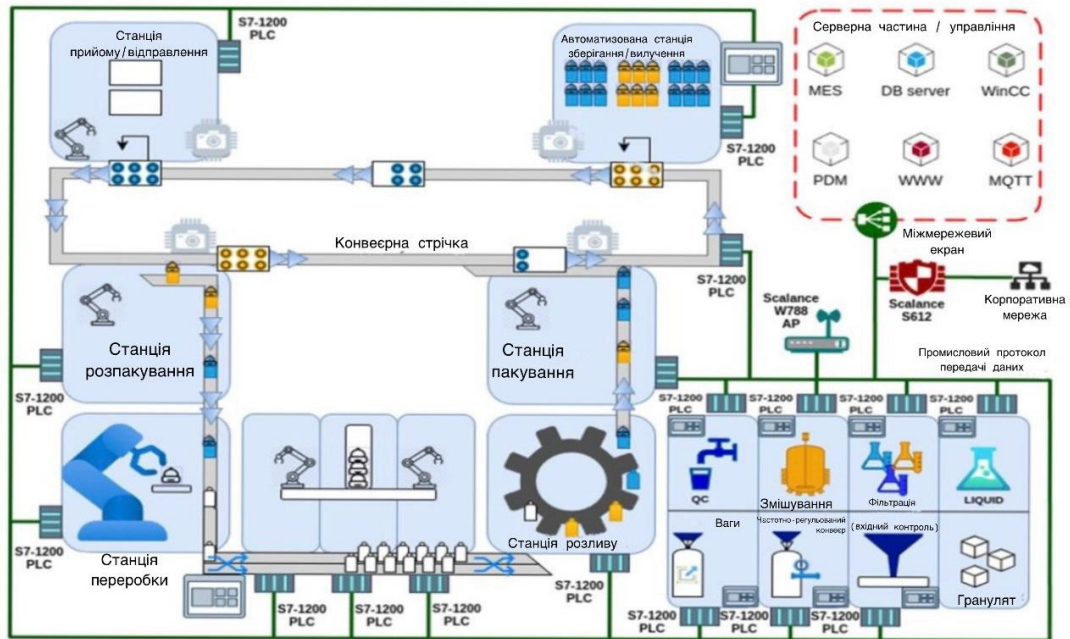 S7-1200
PLC
Станція
прийому/відправлення
Автоматизована станція
зберігання/вилучення
S7-1200
PLC
Серверна частина / управління
MES
DB server
WinCC
PDM
WWW
MQTT
Міжмережевий
екран
Scalance
S612
Корпоративна
мережа
Конвеєрна стрічка
S7-1200
PLC
Scalance
W788
AP
Промисловий протокол
передачі даних
Станція
розпакування
Станція
пакування
S7-1200
PLC
S7-1200
PLC
S7-1200
PLC
S7-1200
PLC
S7-1200
PLC
QC
Змішування
Фільтрація
LIQUID
Ваги
Частотно-регульований
конвеєр
(вхідний контроль)
Гранулят
Станція
переробки
Станція розливу
S7-1200
PLC
S7-1200
PLC
S7-1200
PLC
S7-1200
PLC
S7-1200
PLC
S7-1200
PLC
S7-1200
PLC
S7-1200
PLC